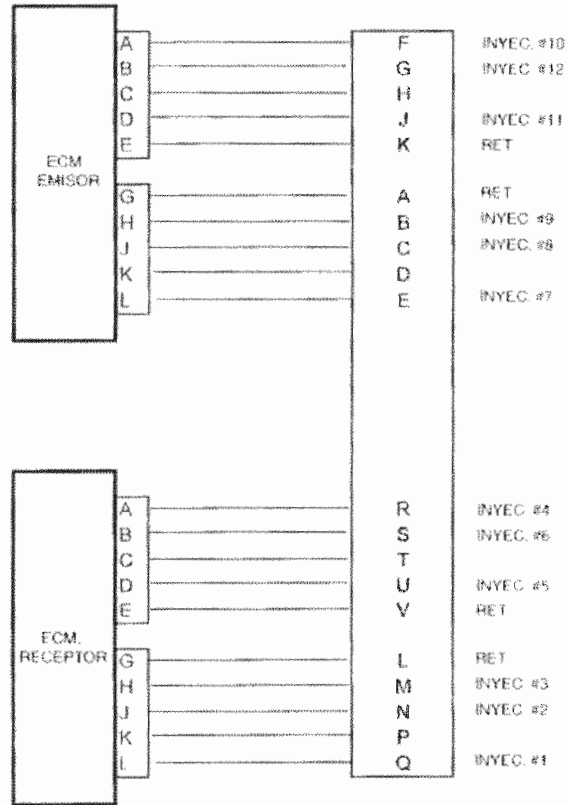 A F INYEC. #10
B G INYEC #12
C H
D J INYEC #11
E K RET
ECM
EMISOR
G A RET
H B INYEC #9
J C INYEC. #8
K D
L E INYEC. #7
A R INYEC #4
B S INYEC. #6
C T
D U INYEC #5
E V RET
ECM.
RECEPTOR
G L RET
H M INYEC #3
J N INYEC #2
K P
L Q INYEC. #1